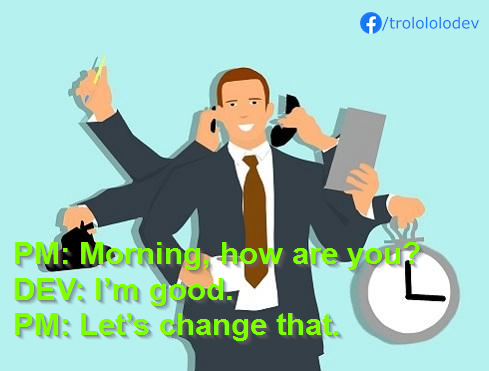 /trolololodev
PM: Morning, how are you?
DEV: I'm good.
PM: Let's change that.